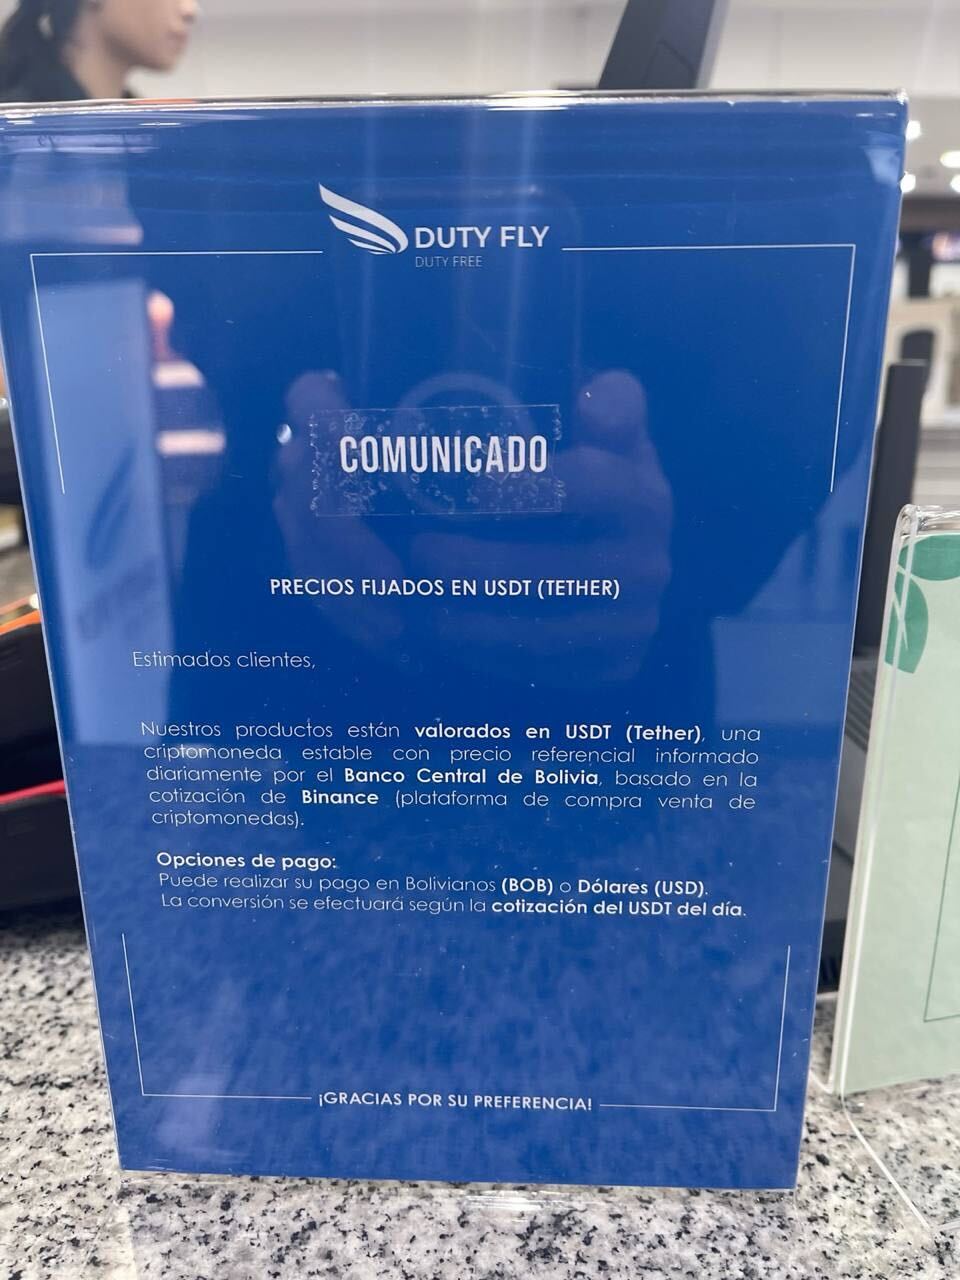 DUTY FLY
DUTY FREE
COMUNICADO
PRECIOS FIJADOS EN USDT (TETHER)
Estimados clientes,
Nuestros productos están valorados en USDT (Tether), una
criptomoneda estable con precio referencial informado
diariamente por el Banco Central de Bolivia, basado en la
cotización de Binance (plataforma de compra venta de
criptomonedas).
Opciones de pago:
Puede realizar su pago en Bolivianos (BOB) o Dólares (USD).
La conversión se efectuará según la cotización del USDT del día.
¡GRACIAS POR SU PREFERENCIA!